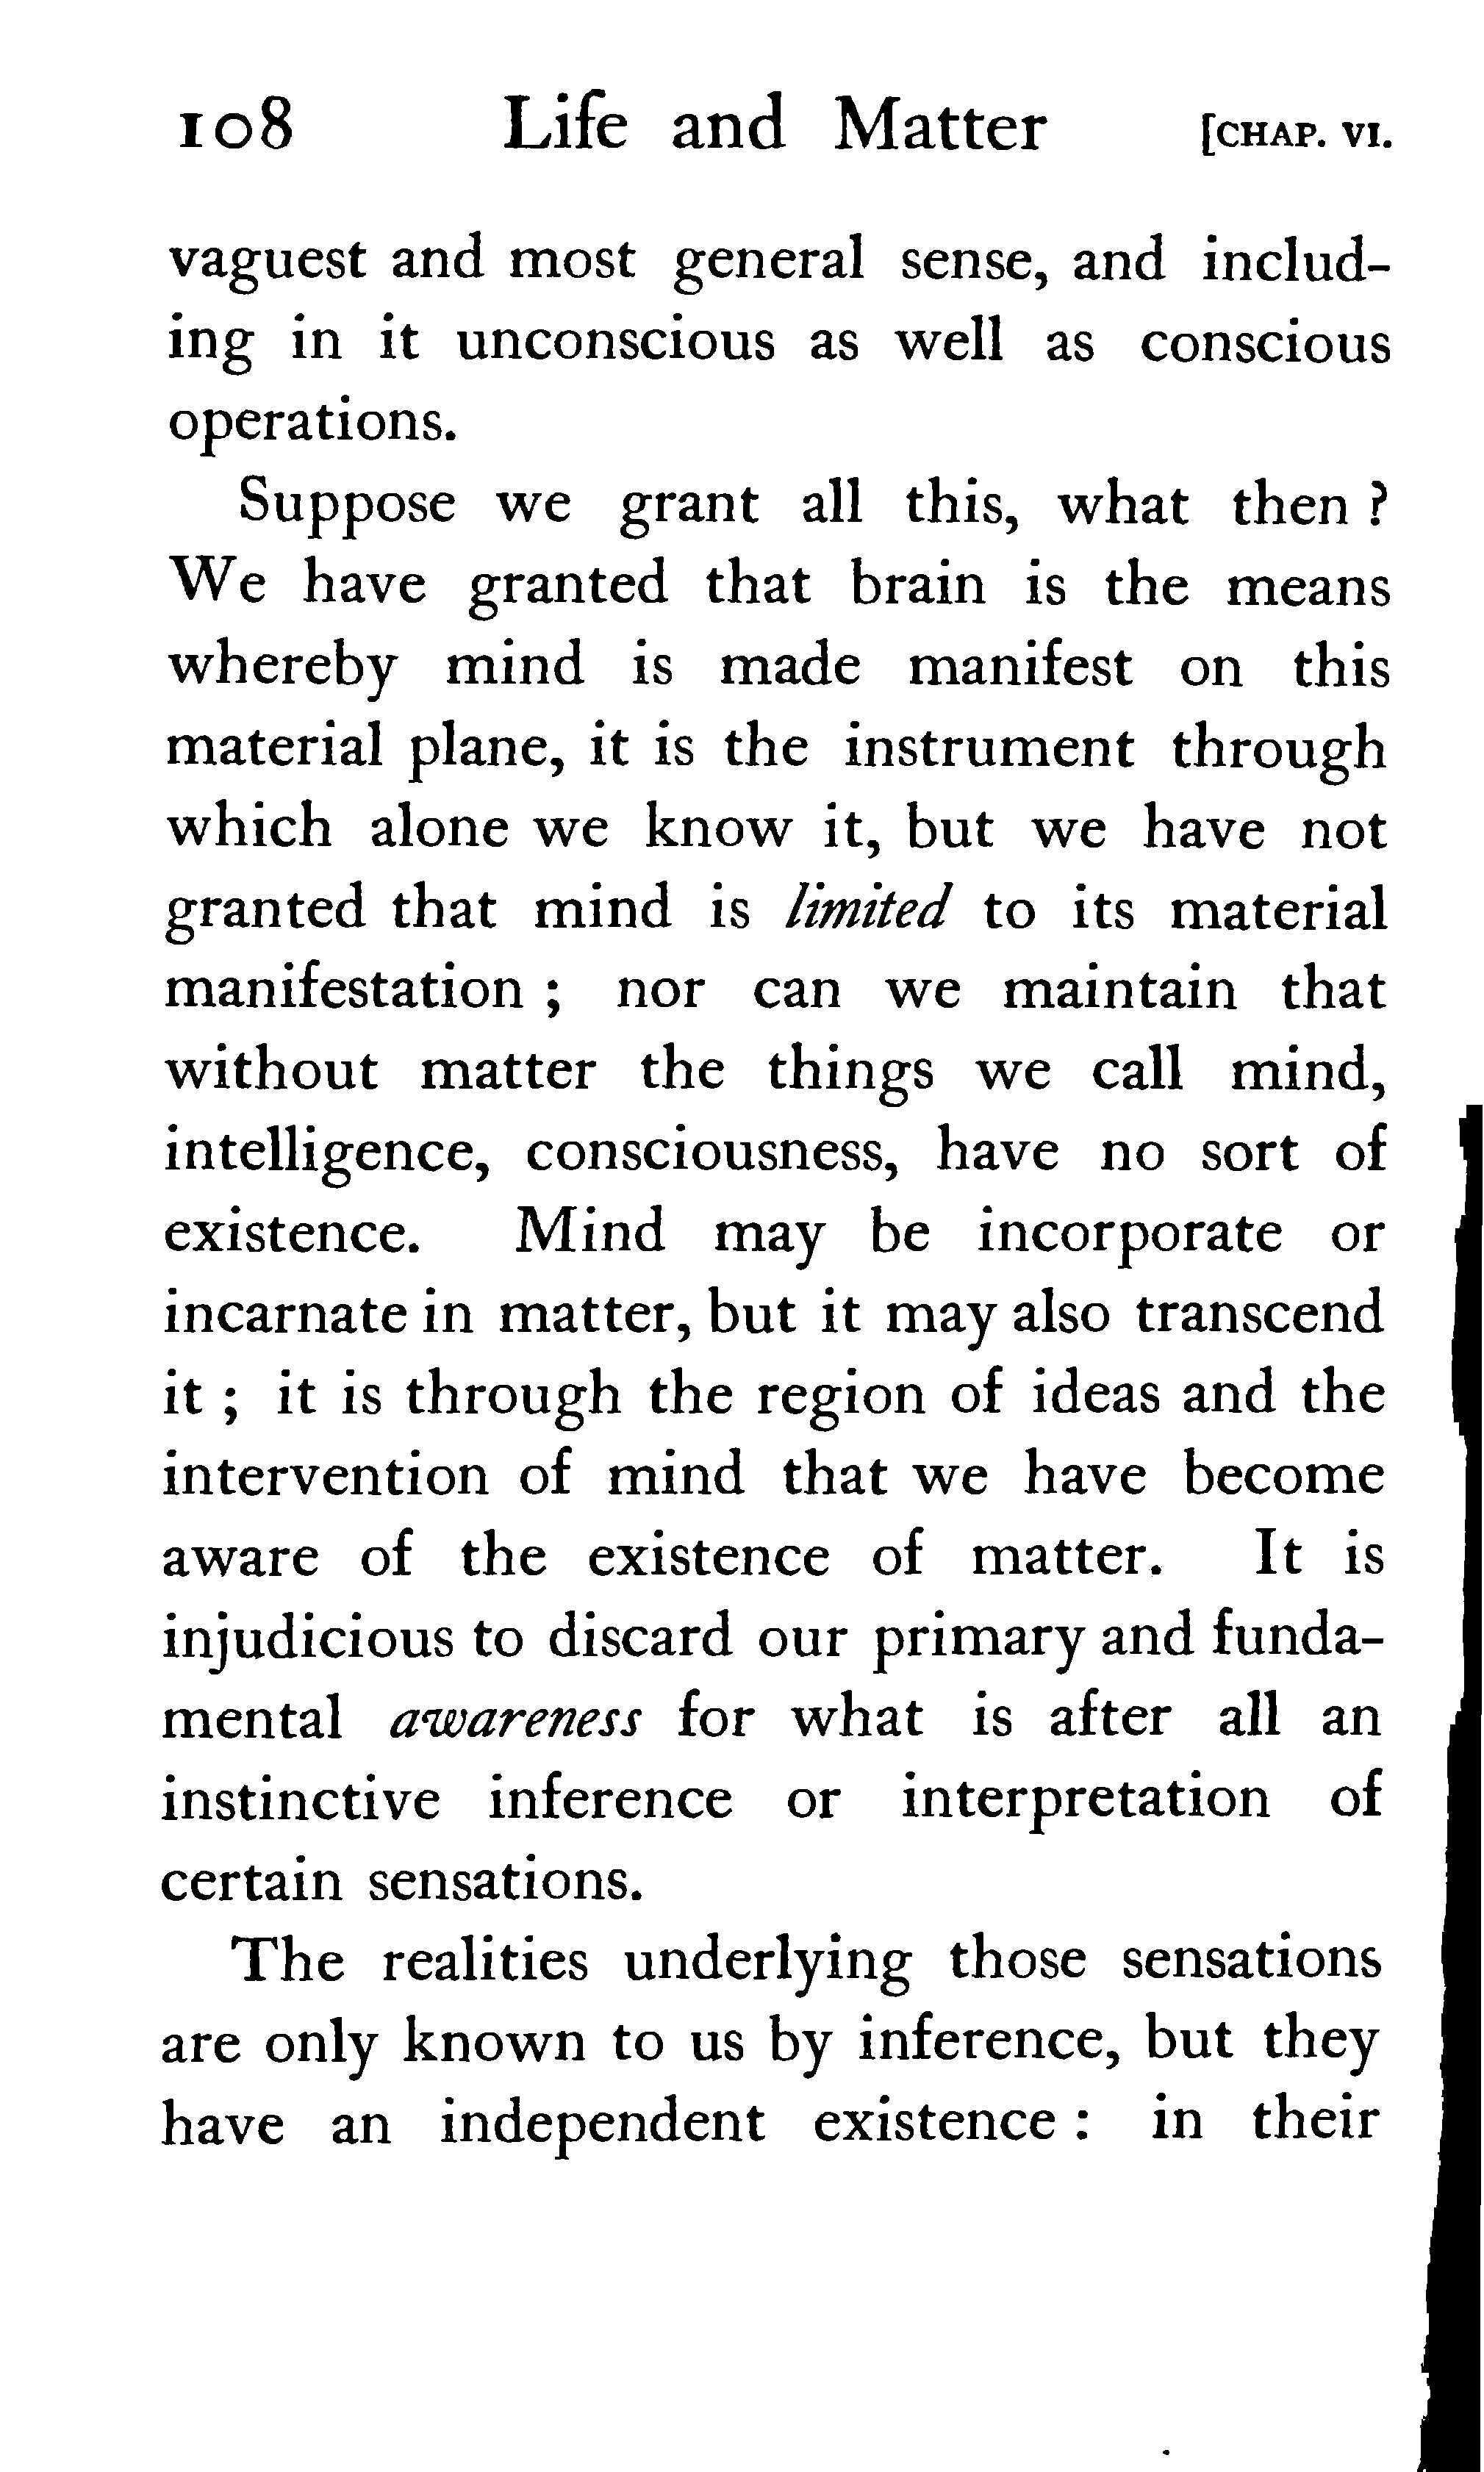 108 Life and Matter [CHAP. VI.
vaguest and most general sense, and includ-
ing in it unconscious as well as conscious
operations.
Suppose we grant all this, what then ?
We have granted that brain is the means
whereby mind is made manifest on this
material plane, it is the instrument through
which alone we know it, but we have not
granted that mind is limited to its material
manifestation ; nor can we maintain that
without matter the things we call mind,
intelligence, consciousness, have no sort of
existence. Mind may be incorporate or
incarnate in matter, but it may also transcend
it ; it is through the region of ideas and the
intervention of mind that we have become
aware of the existence of matter. It is
injudicious to discard our primary and funda-
mental awareness for what is after all an
instinctive inference or interpretation of
certain sensations.
The realities underlying those sensations
are only known to us by inference, but they
have an independent existence : in their